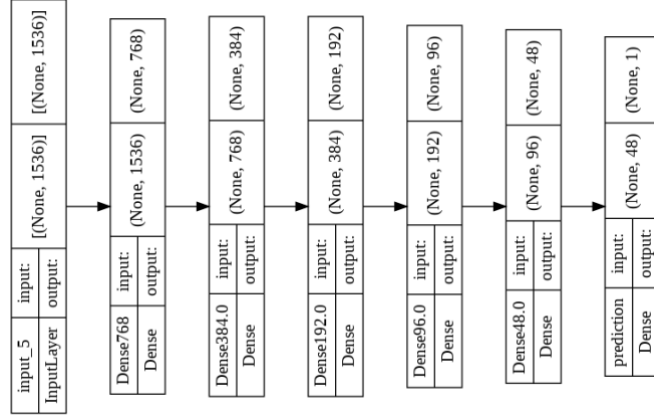 input_5 input: [(None, 1536)] [(None, 1536)]
InputLayer output:
Dense768 input: (None, 1536) (None, 768)
Dense output:
Dense384.0 input: (None, 768) (None, 384)
Dense output:
Dense192.0 input: (None, 384) (None, 192)
Dense output:
Dense96.0 input: (None, 192) (None, 96)
Dense output:
Dense48.0 input: (None, 96) (None, 48)
Dense output:
prediction input: (None, 48) (None, 1)
Dense output: